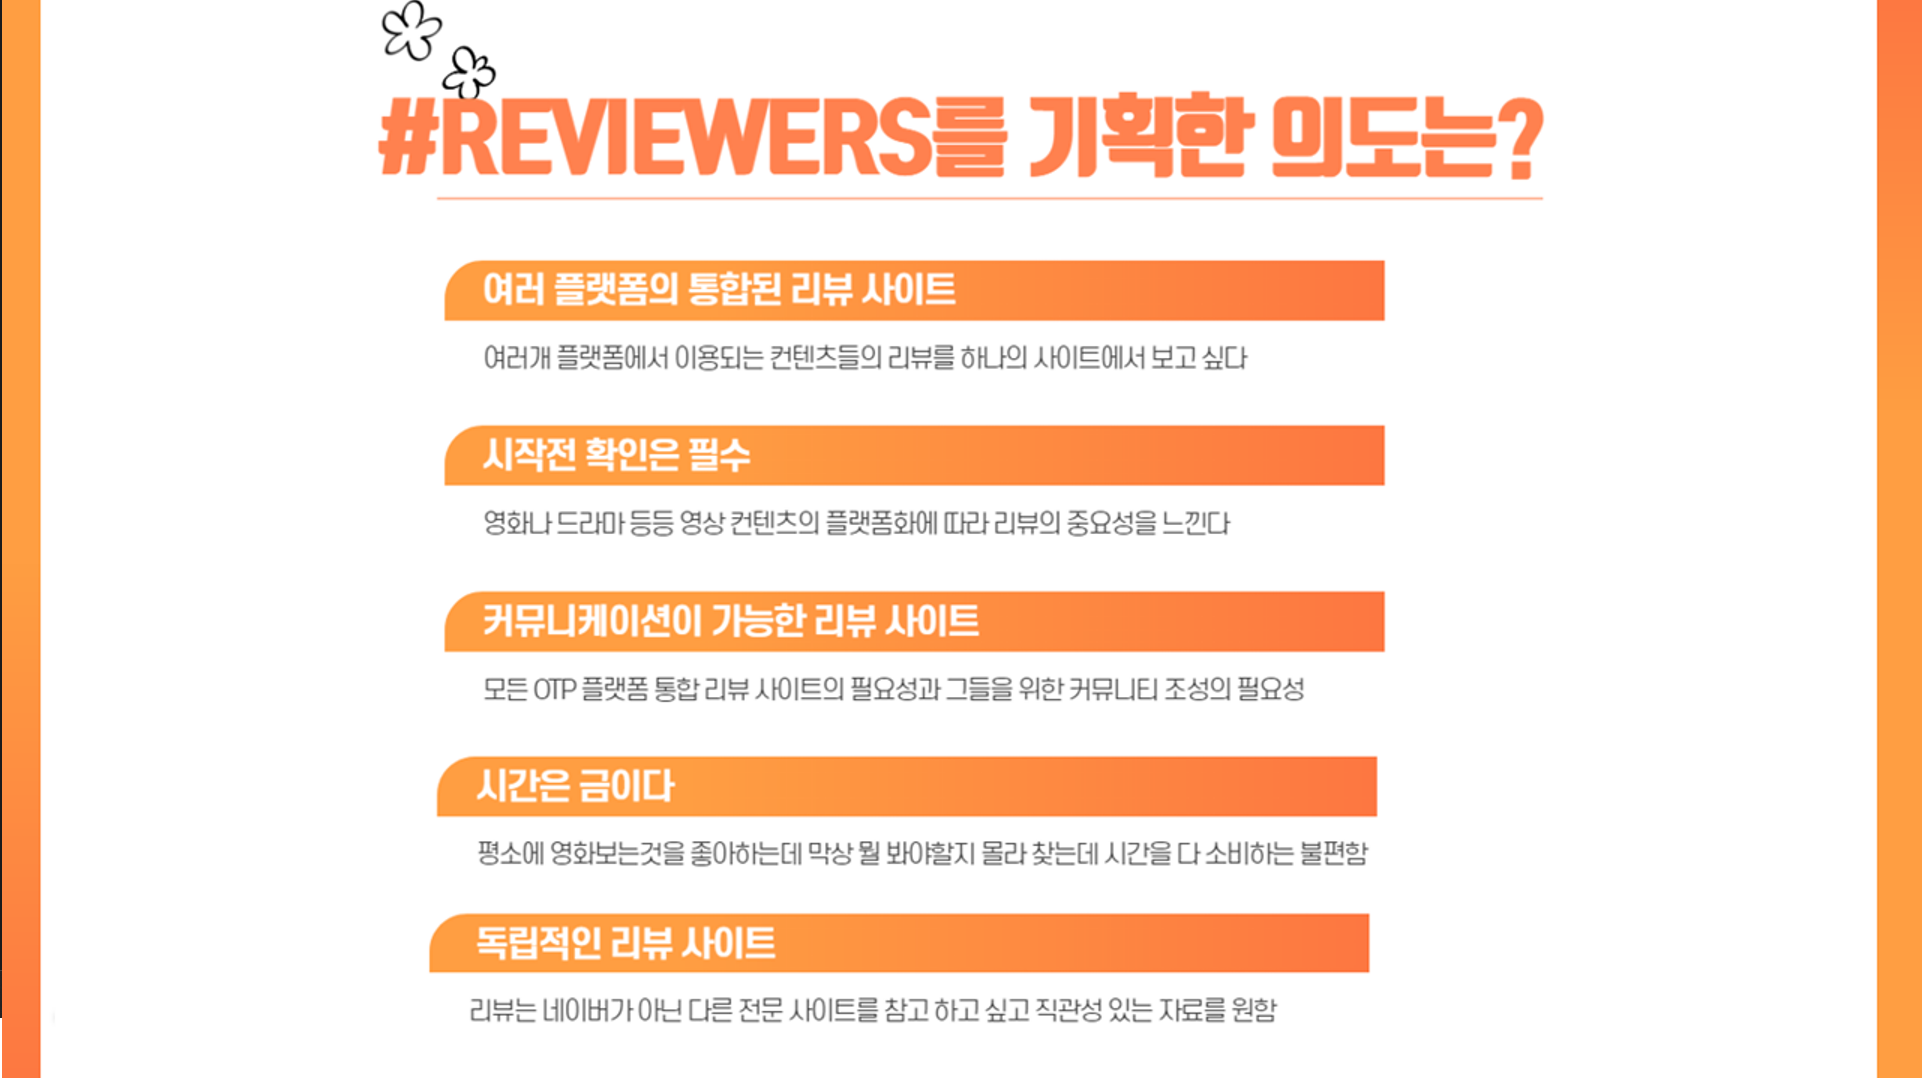 #REVIEWERS를 기획한 의도는?
여러 플랫폼의 통합된 리뷰 사이트
여러개 플랫폼에서 이용되는 컨텐츠들의 리뷰를 하나의 사이트에서 보고 싶다
시작전 확인은 필수
영화나 드라마 등등 영상 컨텐츠의 플랫폼화에 따라 리뷰의 중요성을 느낀다
커뮤니케이션이 가능한 리뷰 사이트
모든 OTP 플랫폼 통합 리뷰 사이트의 필요성과 그들을 위한 커뮤니티 조성의 필요성
시간은 금이다
평소에 영화보는것을 좋아하는데 막상 뭘 봐야할지 몰라 찾는데 시간을 다 소비하는 불편함
독립적인 리뷰 사이트
리뷰는 네이버가 아닌 다른 전문 사이트를 참고 하고 싶고 직관성 있는 자료를 원함